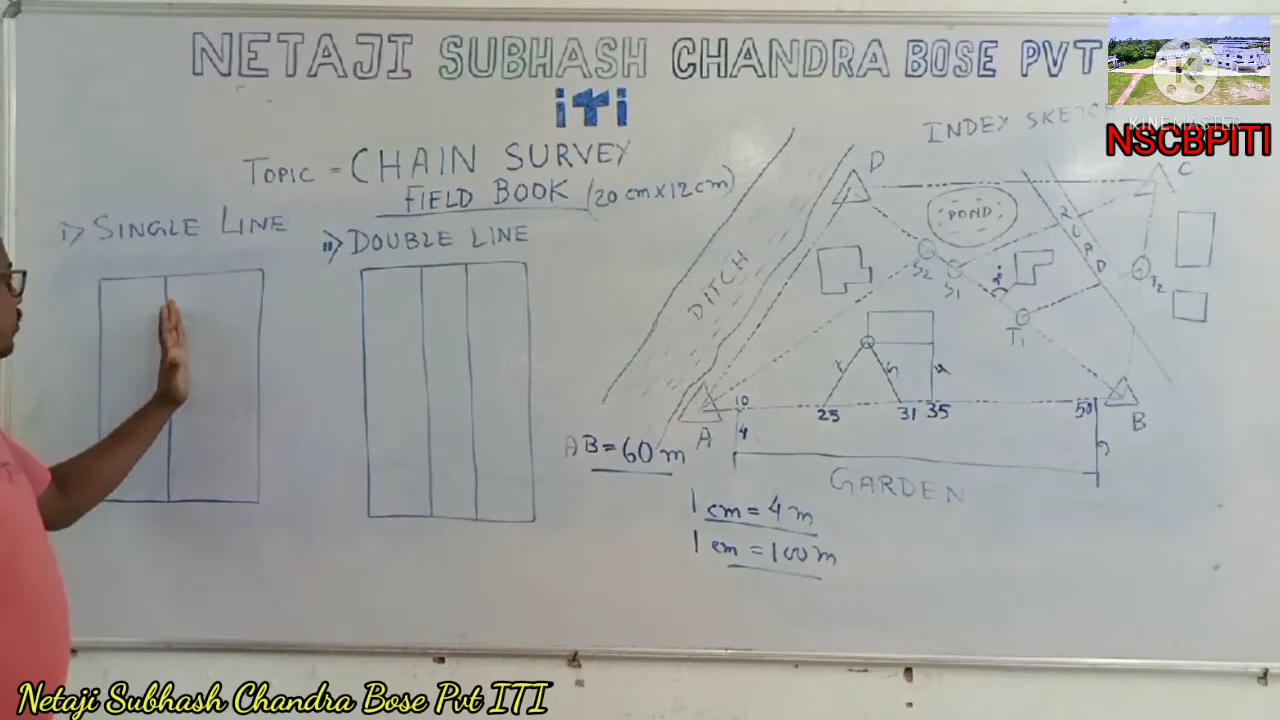 NETAJI SUBHASH CHANDRA BOSE PVT
iTi
KINEMASTER
NSCBPITI
INDEX SKETCH
TOPIC = CHAIN SURVEY
FIELD BOOK (20 cm x 12 cm)
i) SINGLE LINE
ii) DOUBLE LINE
D
C
POND
ROAD
DITCH
S2
S1
T2
T1
A
10
25
31
35
50
B
4
AB = 60 m
GARDEN
1 cm = 4 m
1 cm = 100 m
Netaji Subhash Chandra Bose Pvt ITI